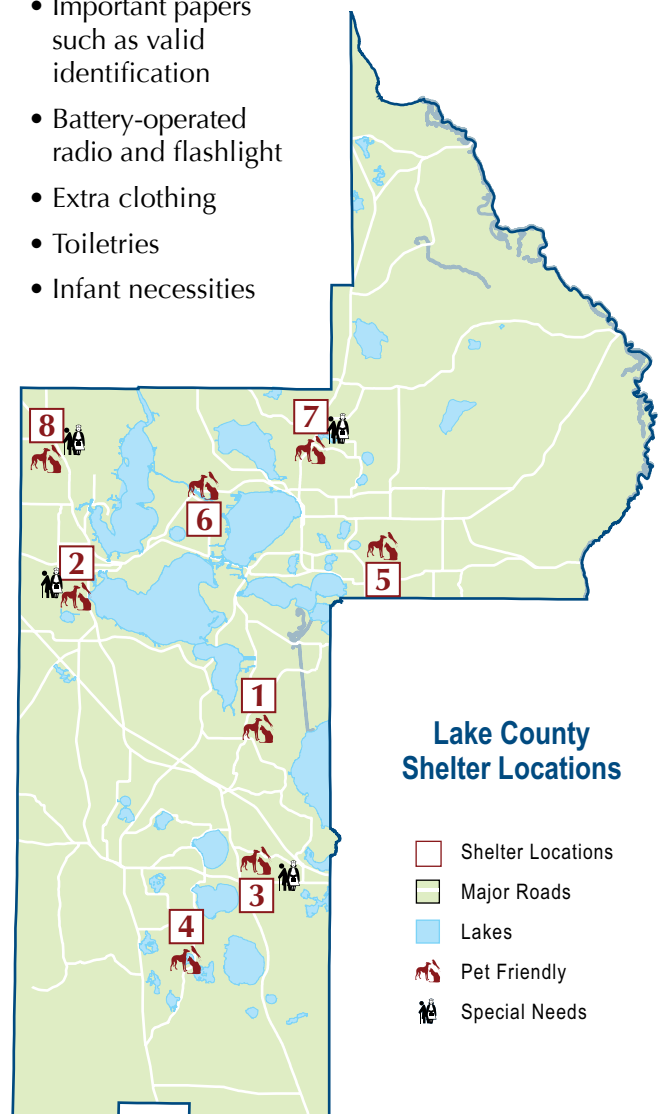 • Important papers
such as valid
identification
• Battery-operated
radio and flashlight
• Extra clothing
• Toiletries
• Infant necessities
8
7
6
2
5
1
3
4
Lake County
Shelter Locations
Shelter Locations
Major Roads
Lakes
Pet Friendly
Special Needs